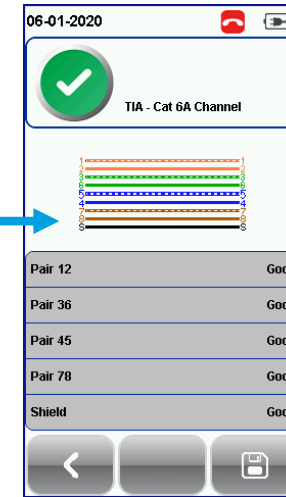 06-01-2020
TIA - Cat 6A Channel
1 1
2 2
3 3
6 6
5 5
4 4
7 7
8 8
S S
Pair 12
Pair 36
Pair 45
Pair 78
Shield